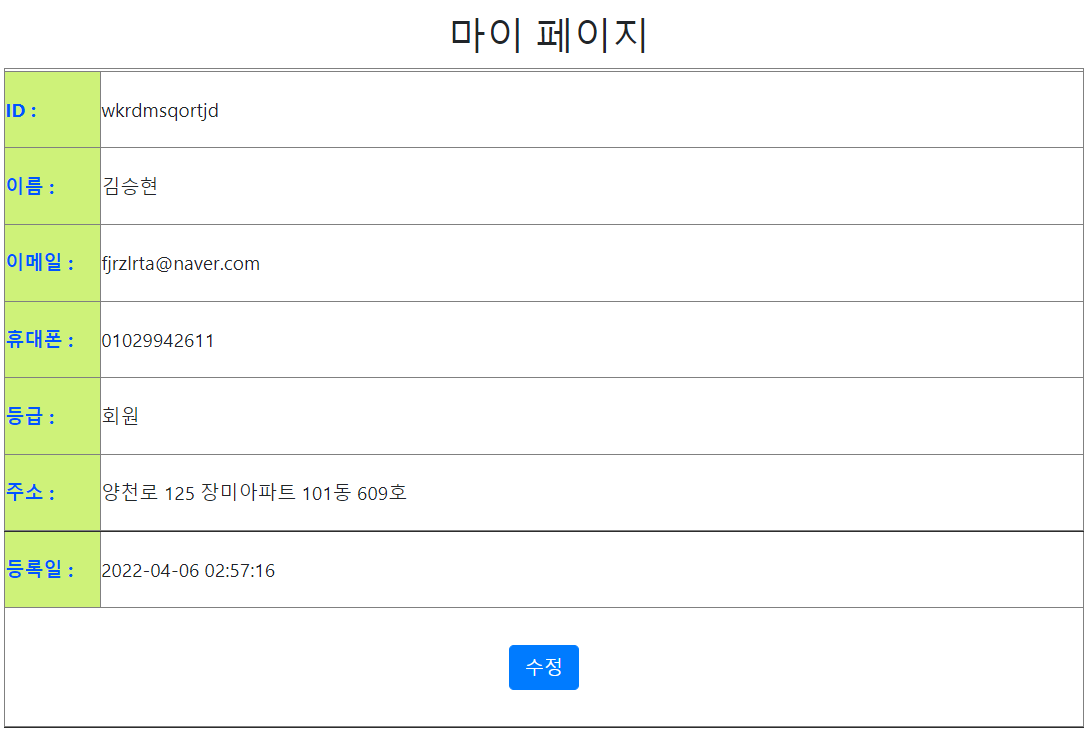 마이 페이지
ID : wkrdmsqortjd
이름 : 김승현
이메일 : fjrzlrta@naver.com
휴대폰 : 01029942611
등급 : 회원
주소 : 양천로 125 장미아파트 101동 609호
등록일 : 2022-04-06 02:57:16
수정